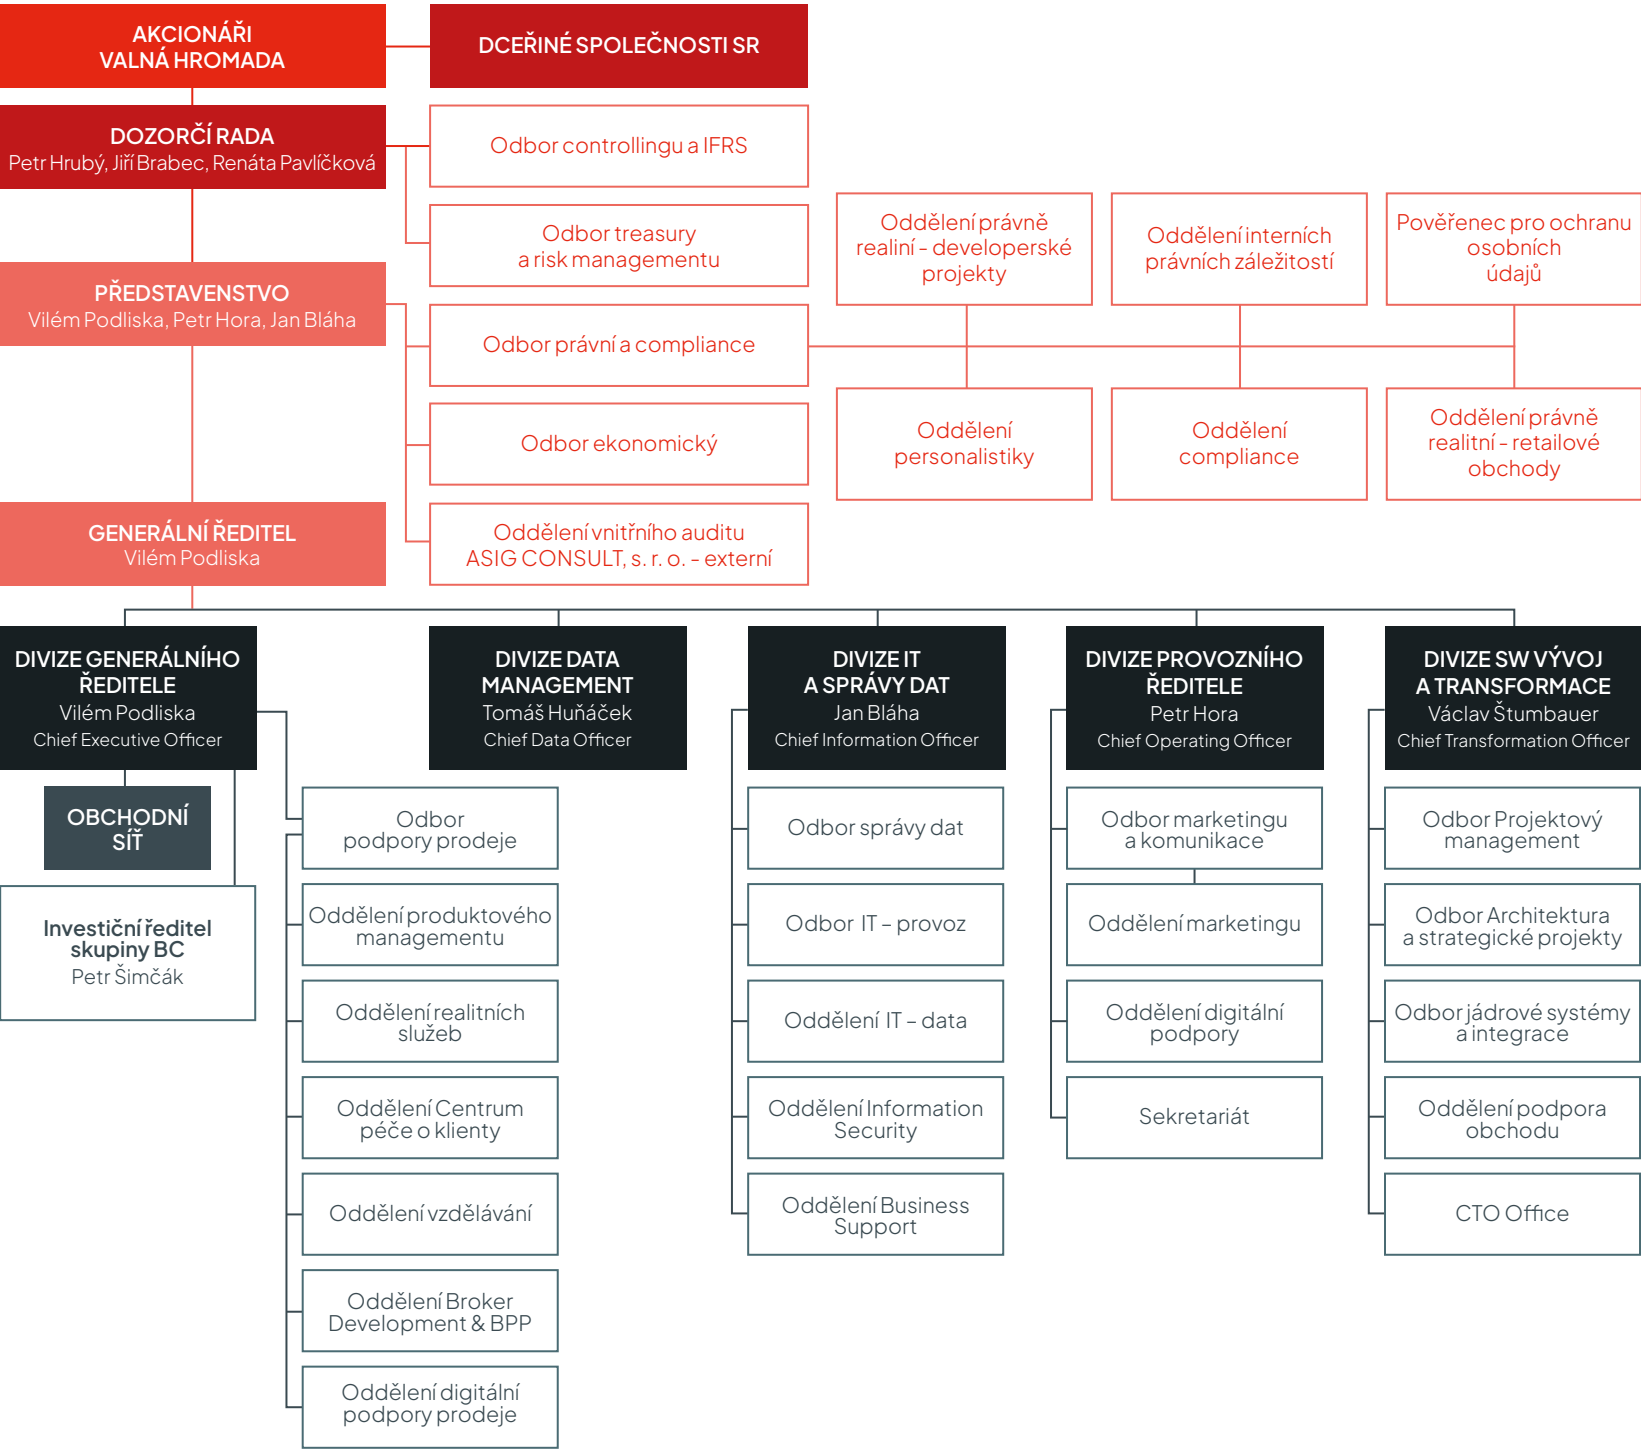 AKCIONÁŘI
VALNÁ HROMADA
DCEŘINÉ SPOLEČNOSTI SR
DOZORČÍ RADA
Petr Hrubý, Jiří Brabec, Renáta Pavlíčková
Odbor controllingu a IFRS
Odbor treasury
a risk managementu
Oddělení právně
realiní - developerské
projekty
Oddělení interních
právních záležitostí
Pověřenec pro ochranu
osobních
údajů
PŘEDSTAVENSTVO
Vilém Podliska, Petr Hora, Jan Bláha
Odbor právní a compliance
Odbor ekonomický
Oddělení
personalistiky
Oddělení
compliance
Oddělení právně
realitní - retailové
obchody
GENERÁLNÍ ŘEDITEL
Vilém Podliska
Oddělení vnitřního auditu
ASIG CONSULT, s. r. o. - externí
DIVIZE GENERÁLNÍHO
ŘEDITELE
Vilém Podliska
Chief Executive Officer
DIVIZE DATA
MANAGEMENT
Tomáš Huňáček
Chief Data Officer
DIVIZE IT
A SPRÁVY DAT
Jan Bláha
Chief Information Officer
DIVIZE PROVOZNÍHO
ŘEDITELE
Petr Hora
Chief Operating Officer
DIVIZE SW VÝVOJ
A TRANSFORMACE
Václav Štumbauer
Chief Transformation Officer
OBCHODNÍ
SÍŤ
Investiční ředitel
skupiny BC
Petr Šimčák
Odbor
podpory prodeje
Oddělení produktového
managementu
Oddělení realitních
služeb
Oddělení Centrum
péče o klienty
Oddělení vzdělávání
Oddělení Broker
Development & BPP
Oddělení digitální
podpory prodeje
Odbor správy dat
Odbor IT – provoz
Oddělení IT – data
Oddělení Information
Security
Oddělení Business
Support
Odbor marketingu
a komunikace
Oddělení marketingu
Oddělení digitální
podpory
Sekretariát
Odbor Projektový
management
Odbor Architektura
a strategické projekty
Odbor jádrové systémy
a integrace
Oddělení podpora
obchodu
CTO Office